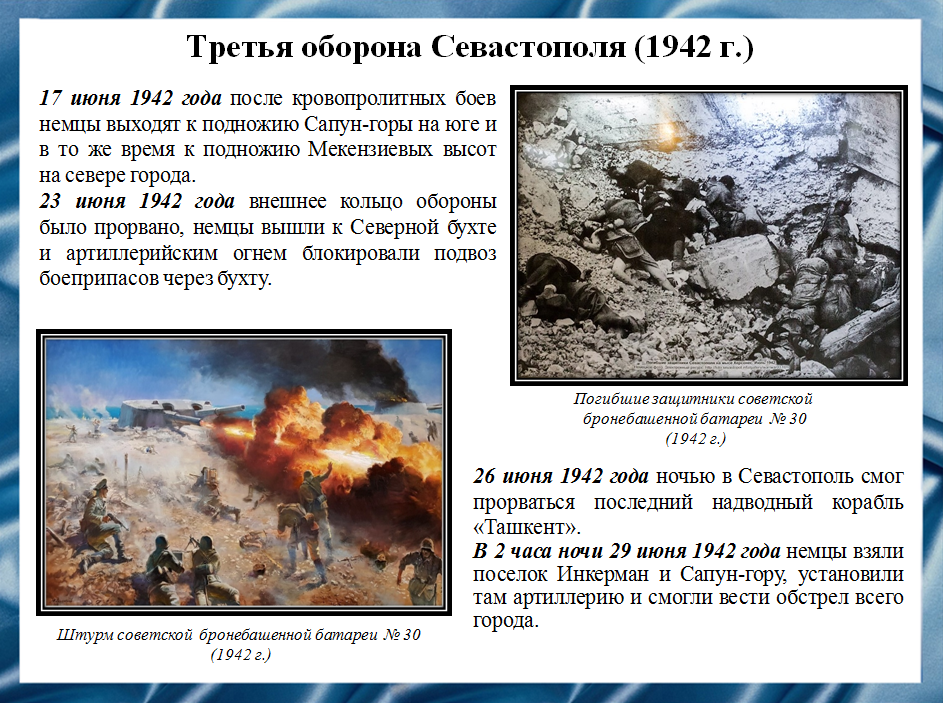 Третья оборона Севастополя (1942 г.)
17 июня 1942 года после кровопролитных боев
немцы выходят к подножию Сапун-горы на юге и
в то же время к подножию Мекензиевых высот
на севере города.
23 июня 1942 года внешнее кольцо обороны
было прорвано, немцы вышли к Северной бухте
и артиллерийским огнем блокировали подвоз
боеприпасов через бухту.
Погибшие защитники советской
бронебашенной батареи № 30
(1942 г.)
Штурм советской бронебашенной батареи № 30
(1942 г.)
26 июня 1942 года ночью в Севастополь смог
прорваться последний надводный корабль
«Ташкент».
В 2 часа ночи 29 июня 1942 года немцы взяли
поселок Инкерман и Сапун-гору, установили
там артиллерию и смогли вести обстрел всего
города.